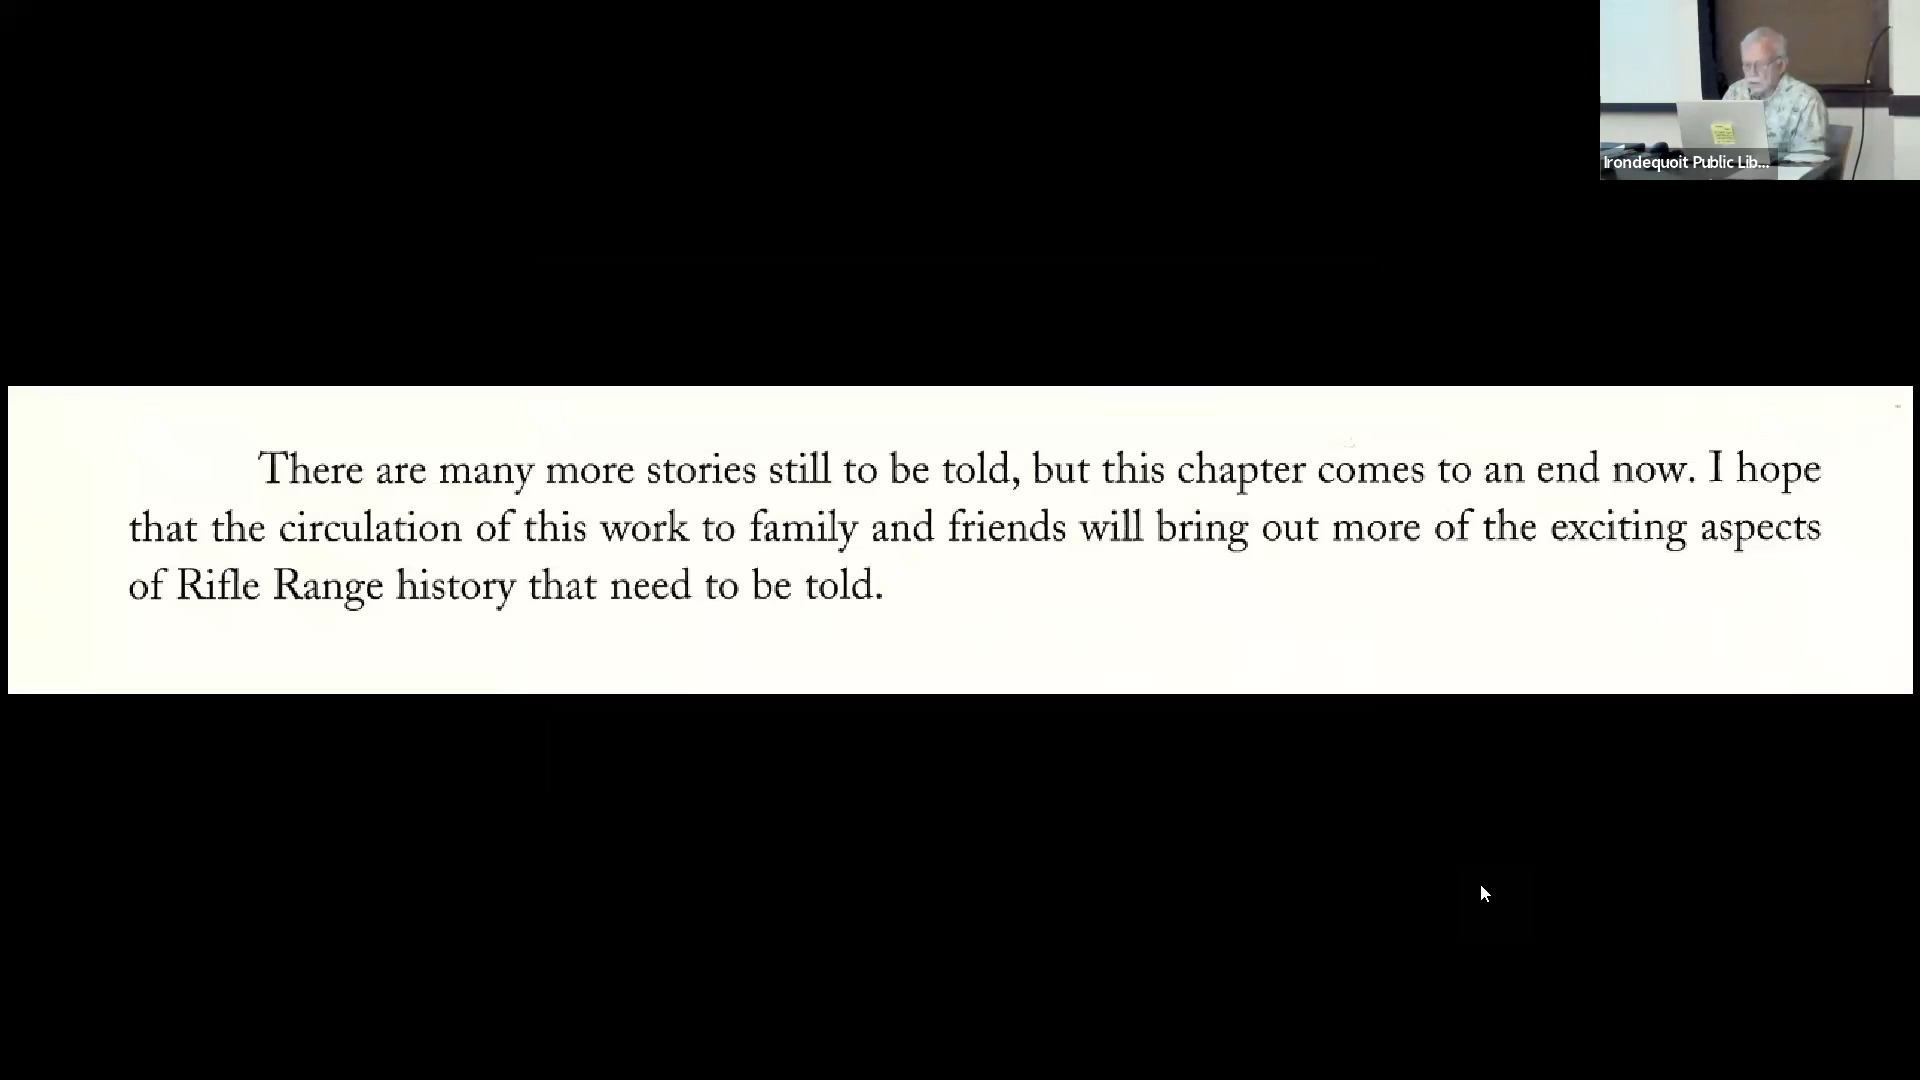 Irondequoit Public Lib...
There are many more stories still to be told, but this chapter comes to an end now. I hope
that the circulation of this work to family and friends will bring out more of the exciting aspects
of Rifle Range history that need to be told.